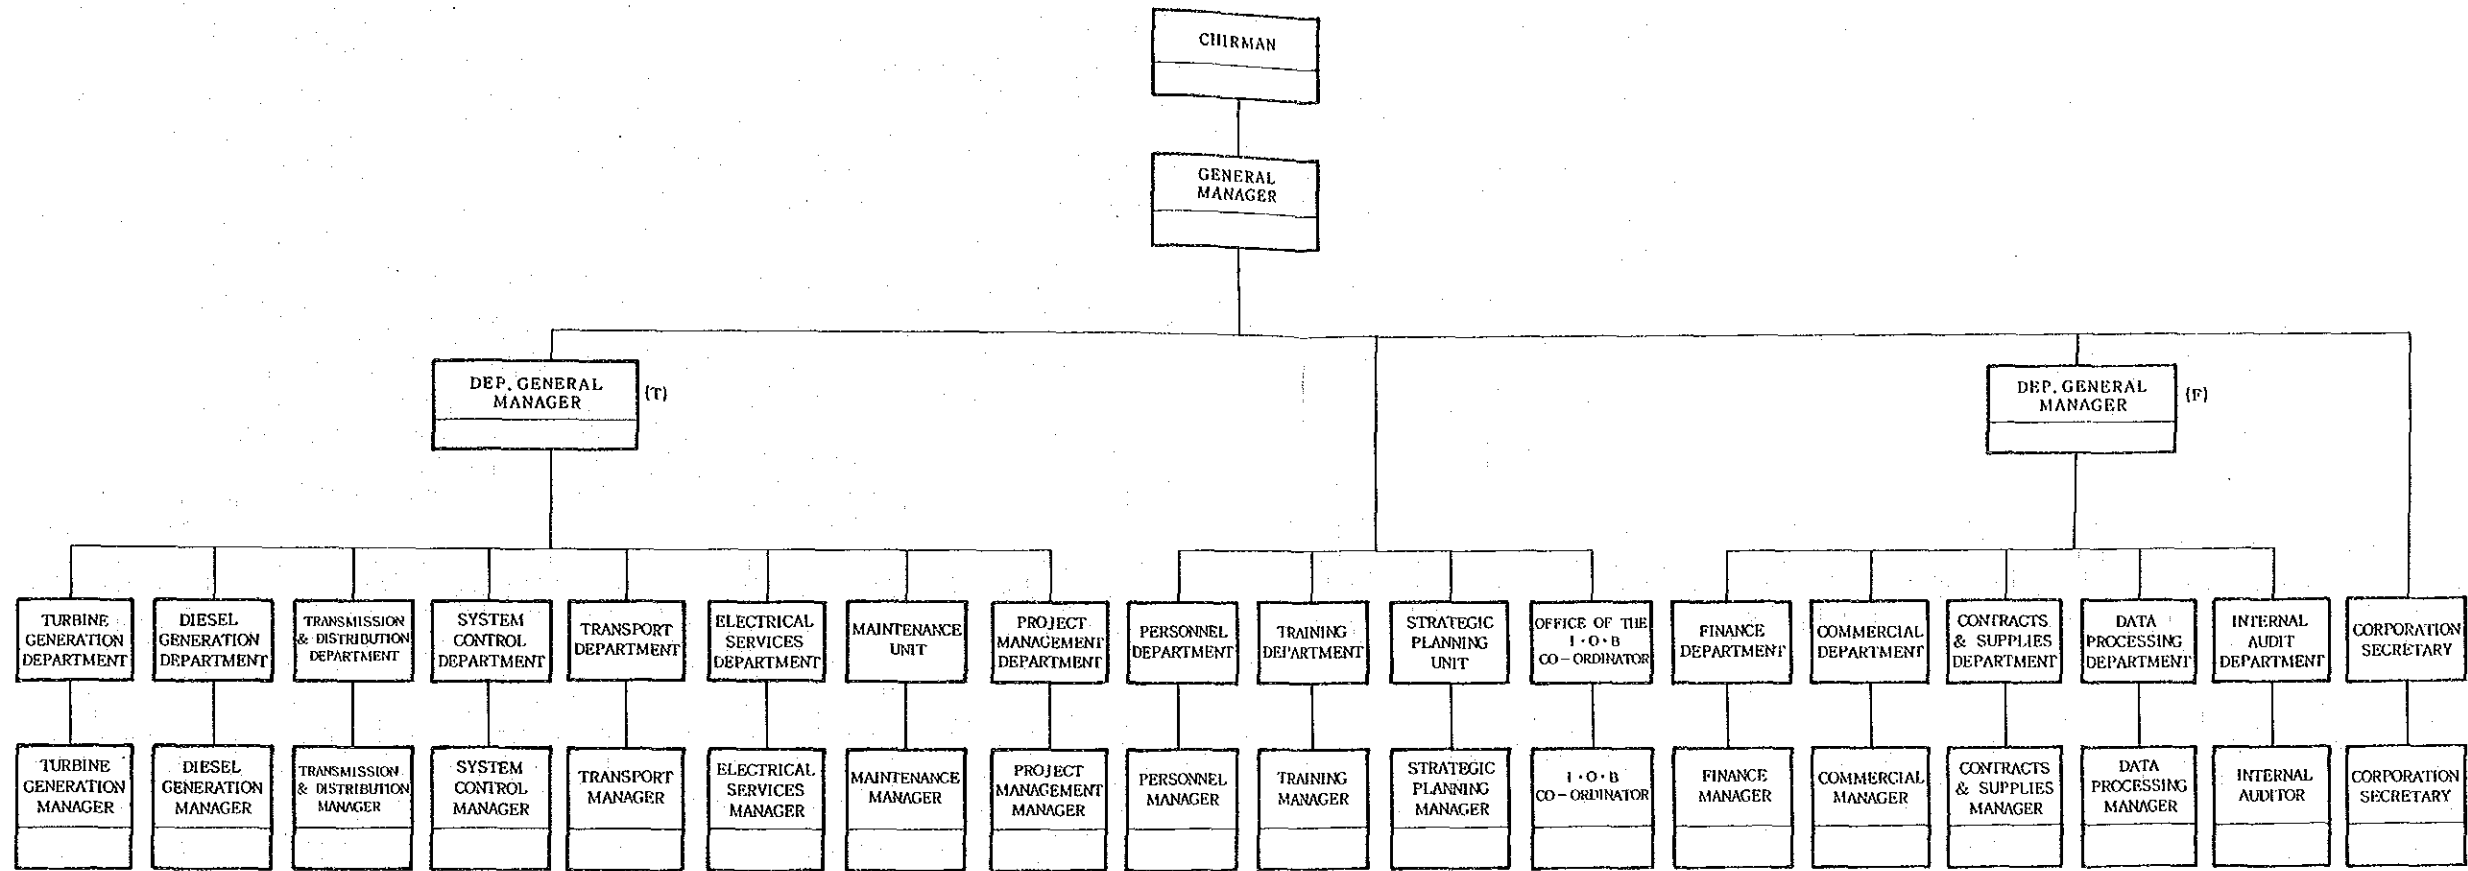 CHIRMAN
GENERAL
MANAGER
DEP. GENERAL
MANAGER
(T)
DEP. GENERAL
MANAGER
(F)
TURBINE
GENERATION
DEPARTMENT
DIESEL
GENERATION
DEPARTMENT
TRANSMISSION
& DISTRIBUTION
DEPARTMENT
SYSTEM
CONTROL
DEPARTMENT
TRANSPORT
DEPARTMENT
ELECTRICAL
SERVICES
DEPARTMENT
MAINTENANCE
UNIT
PROJECT
MANAGEMENT
DEPARTMENT
PERSONNEL
DEPARTMENT
TRAINING
DEPARTMENT
STRATEGIC
PLANNING
UNIT
OFFICE OF THE
I・O・B
CO-ORDINATOR
FINANCE
DEPARTMENT
COMMERCIAL
DEPARTMENT
CONTRACTS
& SUPPLIES
DEPARTMENT
DATA
PROCESSING
DEPARTMENT
INTERNAL
AUDIT
DEPARTMENT
CORPORATION
SECRETARY
TURBINE
GENERATION
MANAGER
DIESEL
GENERATION
MANAGER
TRANSMISSION
& DISTRIBUTION
MANAGER
SYSTEM
CONTROL
MANAGER
TRANSPORT
MANAGER
ELECTRICAL
SERVICES
MANAGER
MAINTENANCE
MANAGER
PROJECT
MANAGEMENT
MANAGER
PERSONNEL
MANAGER
TRAINING
MANAGER
STRATEGIC
PLANNING
MANAGER
I・O・B
CO-ORDINATOR
FINANCE
MANAGER
COMMERCIAL
MANAGER
CONTRACTS
& SUPPLIES
MANAGER
DATA
PROCESSING
MANAGER
INTERNAL
AUDITOR
CORPORATION
SECRETARY